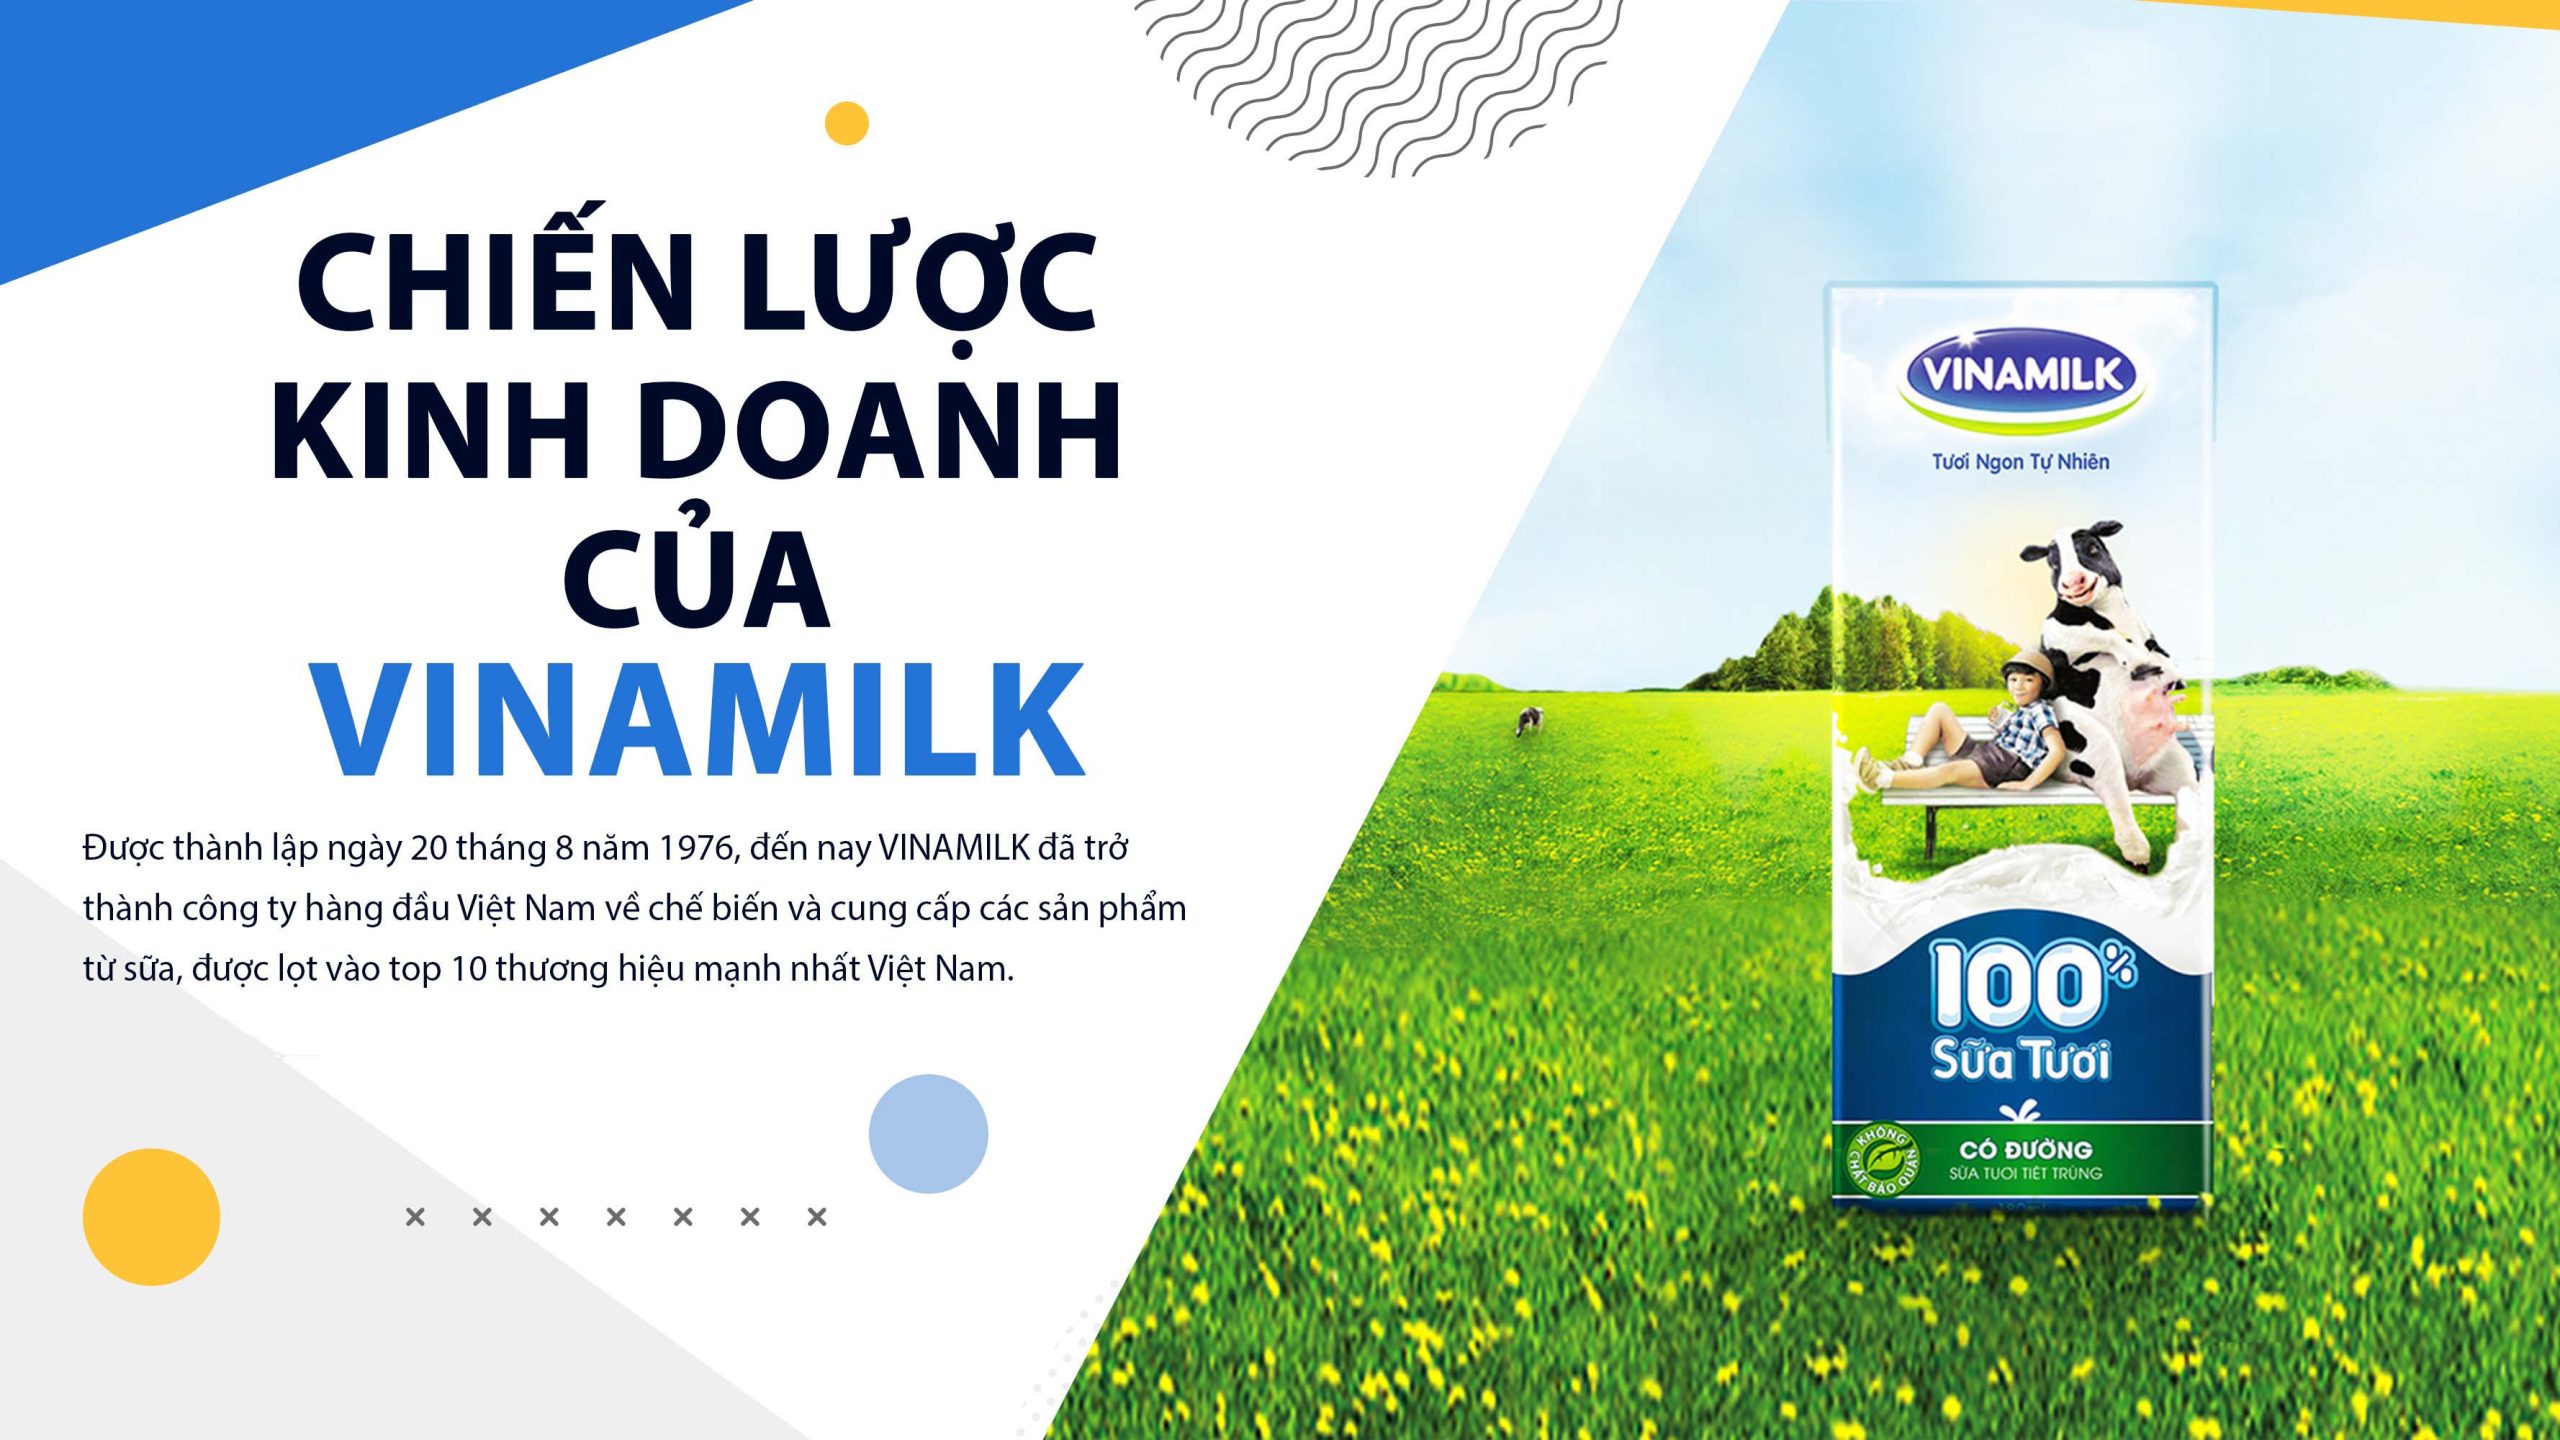 CHIẾN LƯỢC
KINH DOANH
CỦA
VINAMILK
Được thành lập ngày 20 tháng 8 năm 1976, đến nay VINAMILK đã trở
thành công ty hàng đầu Việt Nam về chế biến và cung cấp các sản phẩm
từ sữa, được lọt vào top 10 thương hiệu mạnh nhất Việt Nam.
VINAMILK
Tươi Ngon Tự Nhiên
100%
Sữa Tươi
KHÔNG CHẤT BẢO QUẢN
CÓ ĐƯỜNG
SỮA TƯƠI TIỆT TRÙNG
180ml